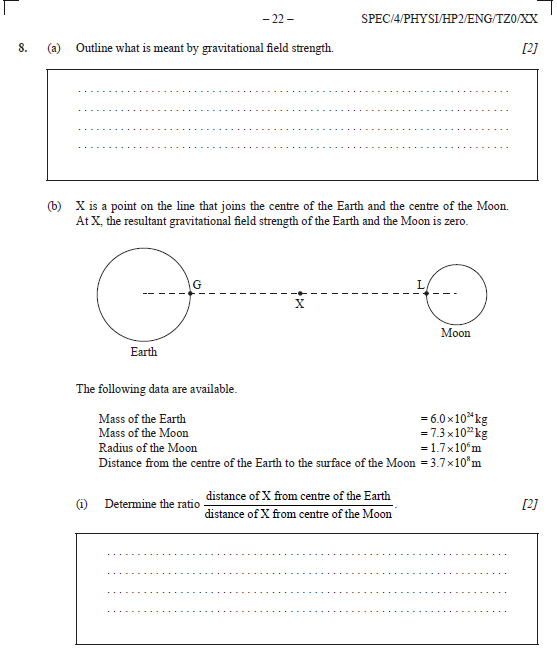 – 22 –
SPEC/4/PHYSI/HP2/ENG/TZ0/XX
8. (a) Outline what is meant by gravitational field strength. [2]
(b) X is a point on the line that joins the centre of the Earth and the centre of the Moon.
At X, the resultant gravitational field strength of the Earth and the Moon is zero.
G
L
X
Moon
Earth
The following data are available.
Mass of the Earth = 6.0×10²⁴ kg
Mass of the Moon = 7.3×10²² kg
Radius of the Moon = 1.7×10⁶ m
Distance from the centre of the Earth to the surface of the Moon = 3.7×10⁸ m
distance of X from centre of the Earth
(i) Determine the ratio . [2]
distance of X from centre of the Moon